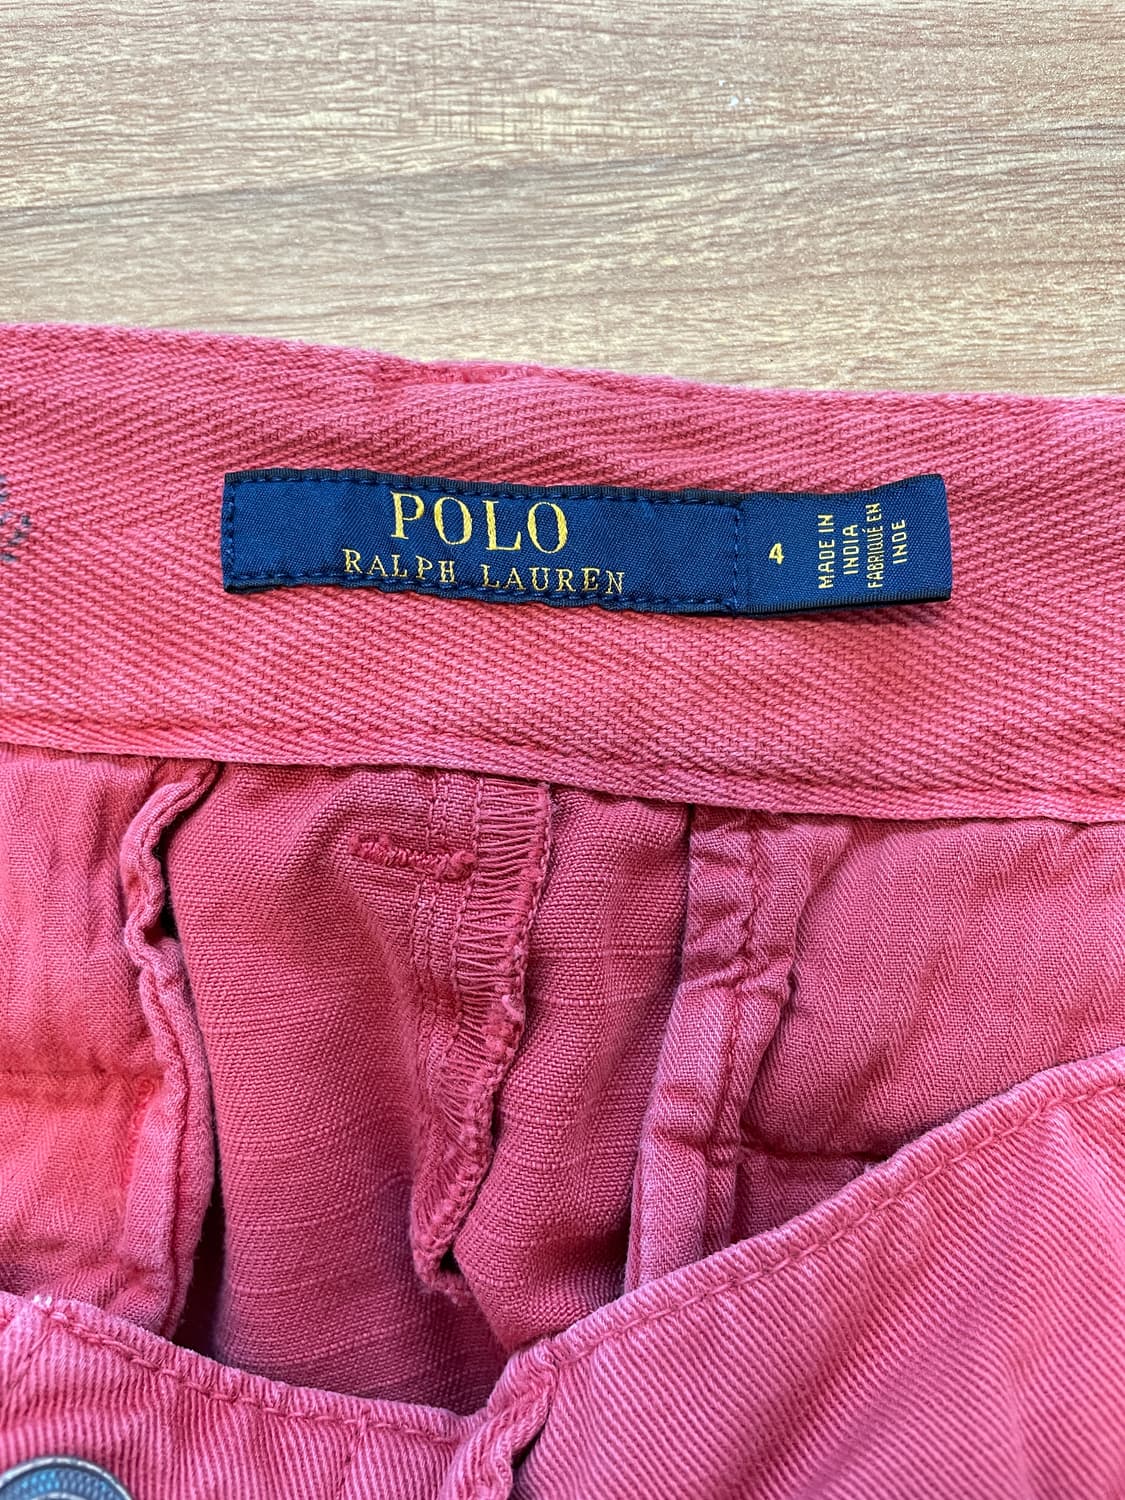 POLO
RALPH LAUREN
4
MADE IN
INDIA
FABRIQUÉ EN
INDE